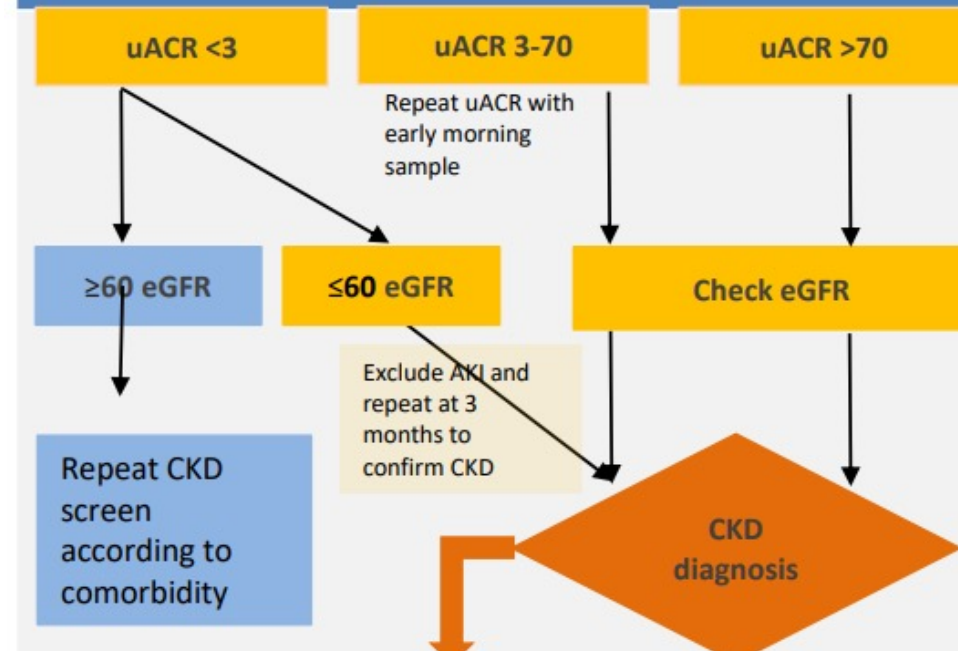 uACR <3
uACR 3-70
uACR >70
Repeat uACR with
early morning
sample
≥60 eGFR
≤60 eGFR
Check eGFR
Exclude AKI and
repeat at 3
months to
confirm CKD
Repeat CKD
screen
according to
comorbidity
CKD
diagnosis